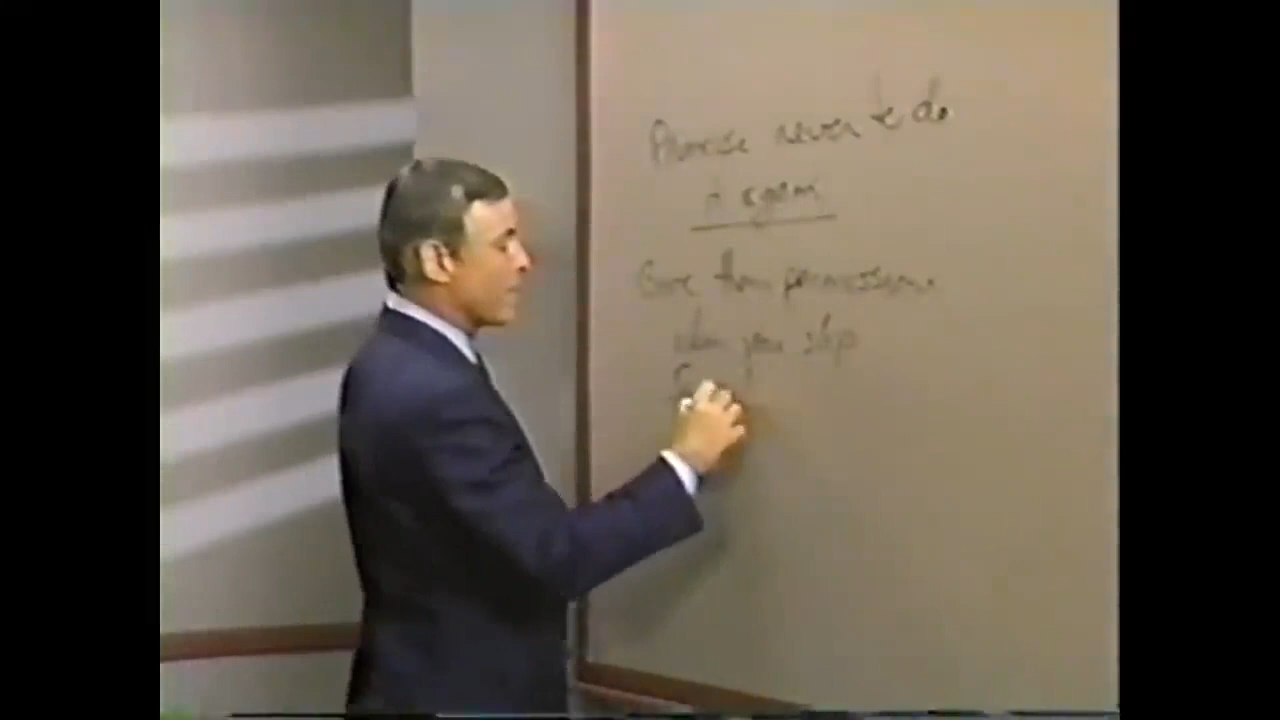 Promise never to do
it again
Give them permission
when you slip